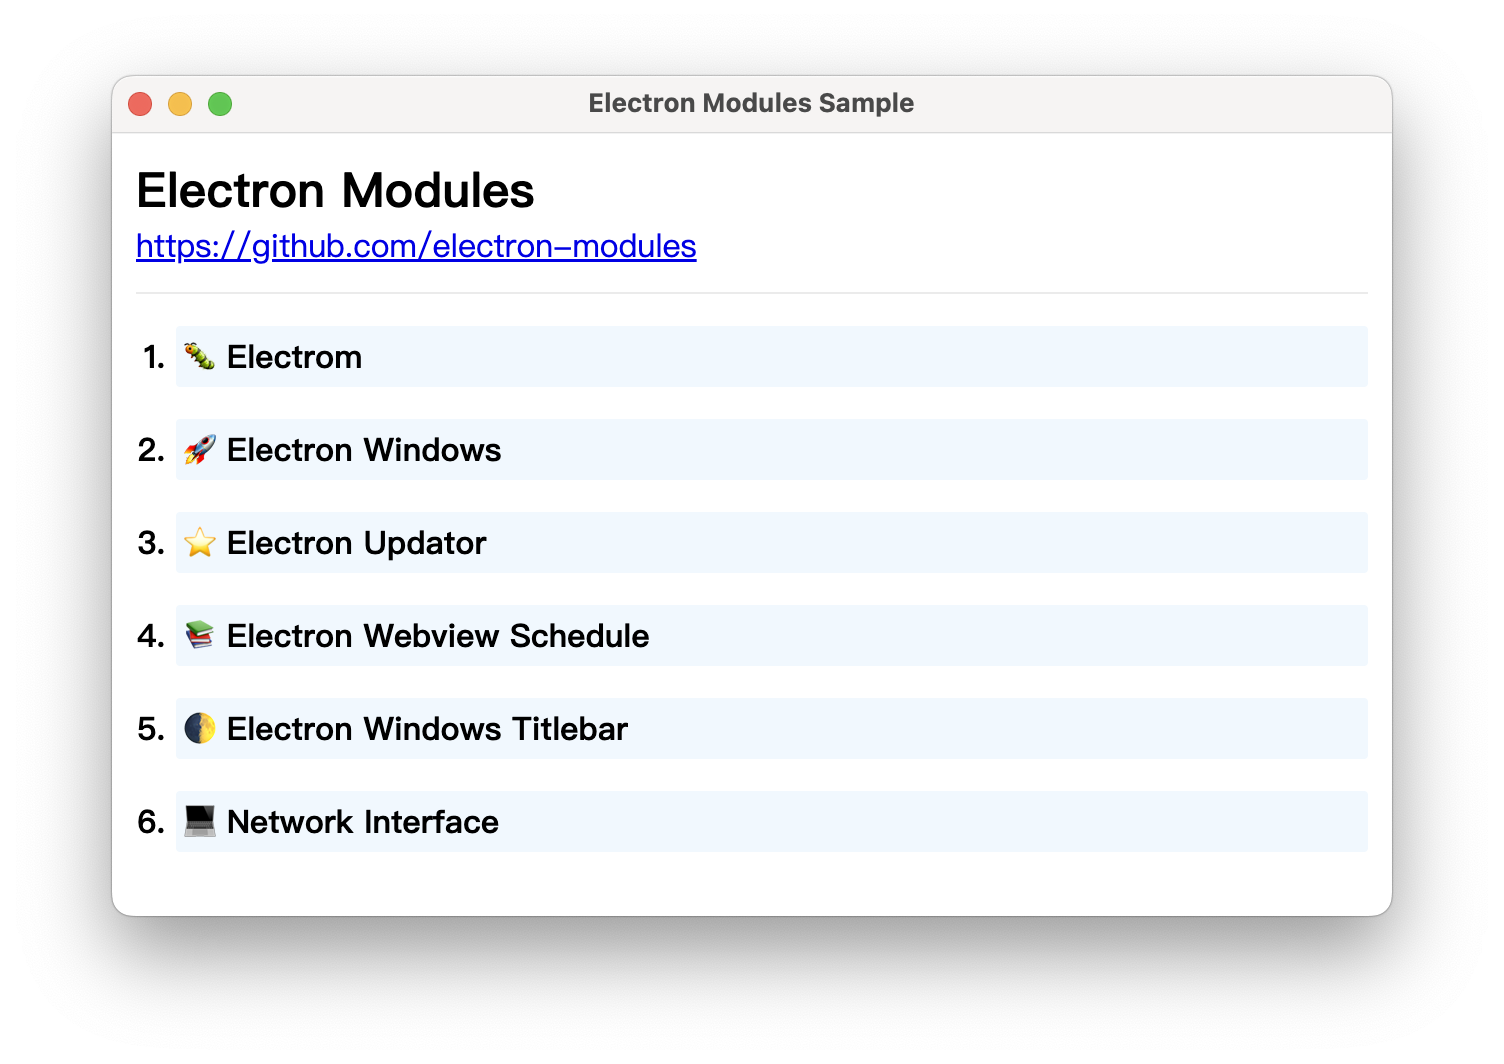 Electron Modules Sample
Electron Modules
https://github.com/electron-modules
1. 🐛 Electrom
2. 🚀 Electron Windows
3. ⭐ Electron Updator
4. 📚 Electron Webview Schedule
5. 🌓 Electron Windows Titlebar
6. 💻 Network Interface